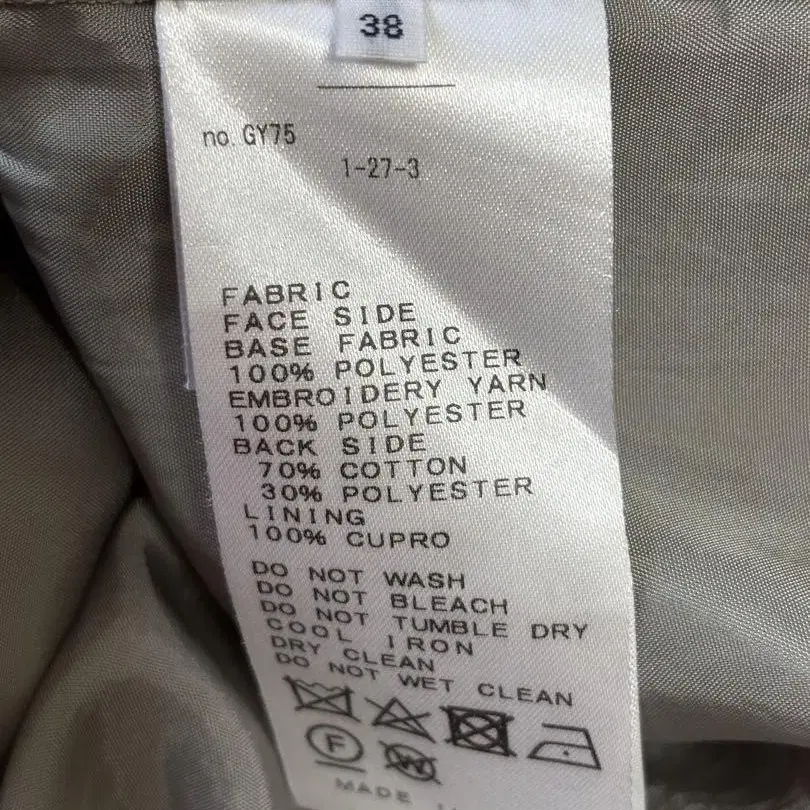 38
no. GY75
1-27-3
FABRIC
FACE SIDE
BASE FABRIC
100% POLYESTER
EMBROIDERY YARN
100% POLYESTER
BACK SIDE
70% COTTON
30% POLYESTER
LINING
100% CUPRO
DO NOT WASH
DO NOT BLEACH
DO NOT TUMBLE DRY
COOL IRON
DRY CLEAN
DO NOT WET CLEAN
F
W
MADE